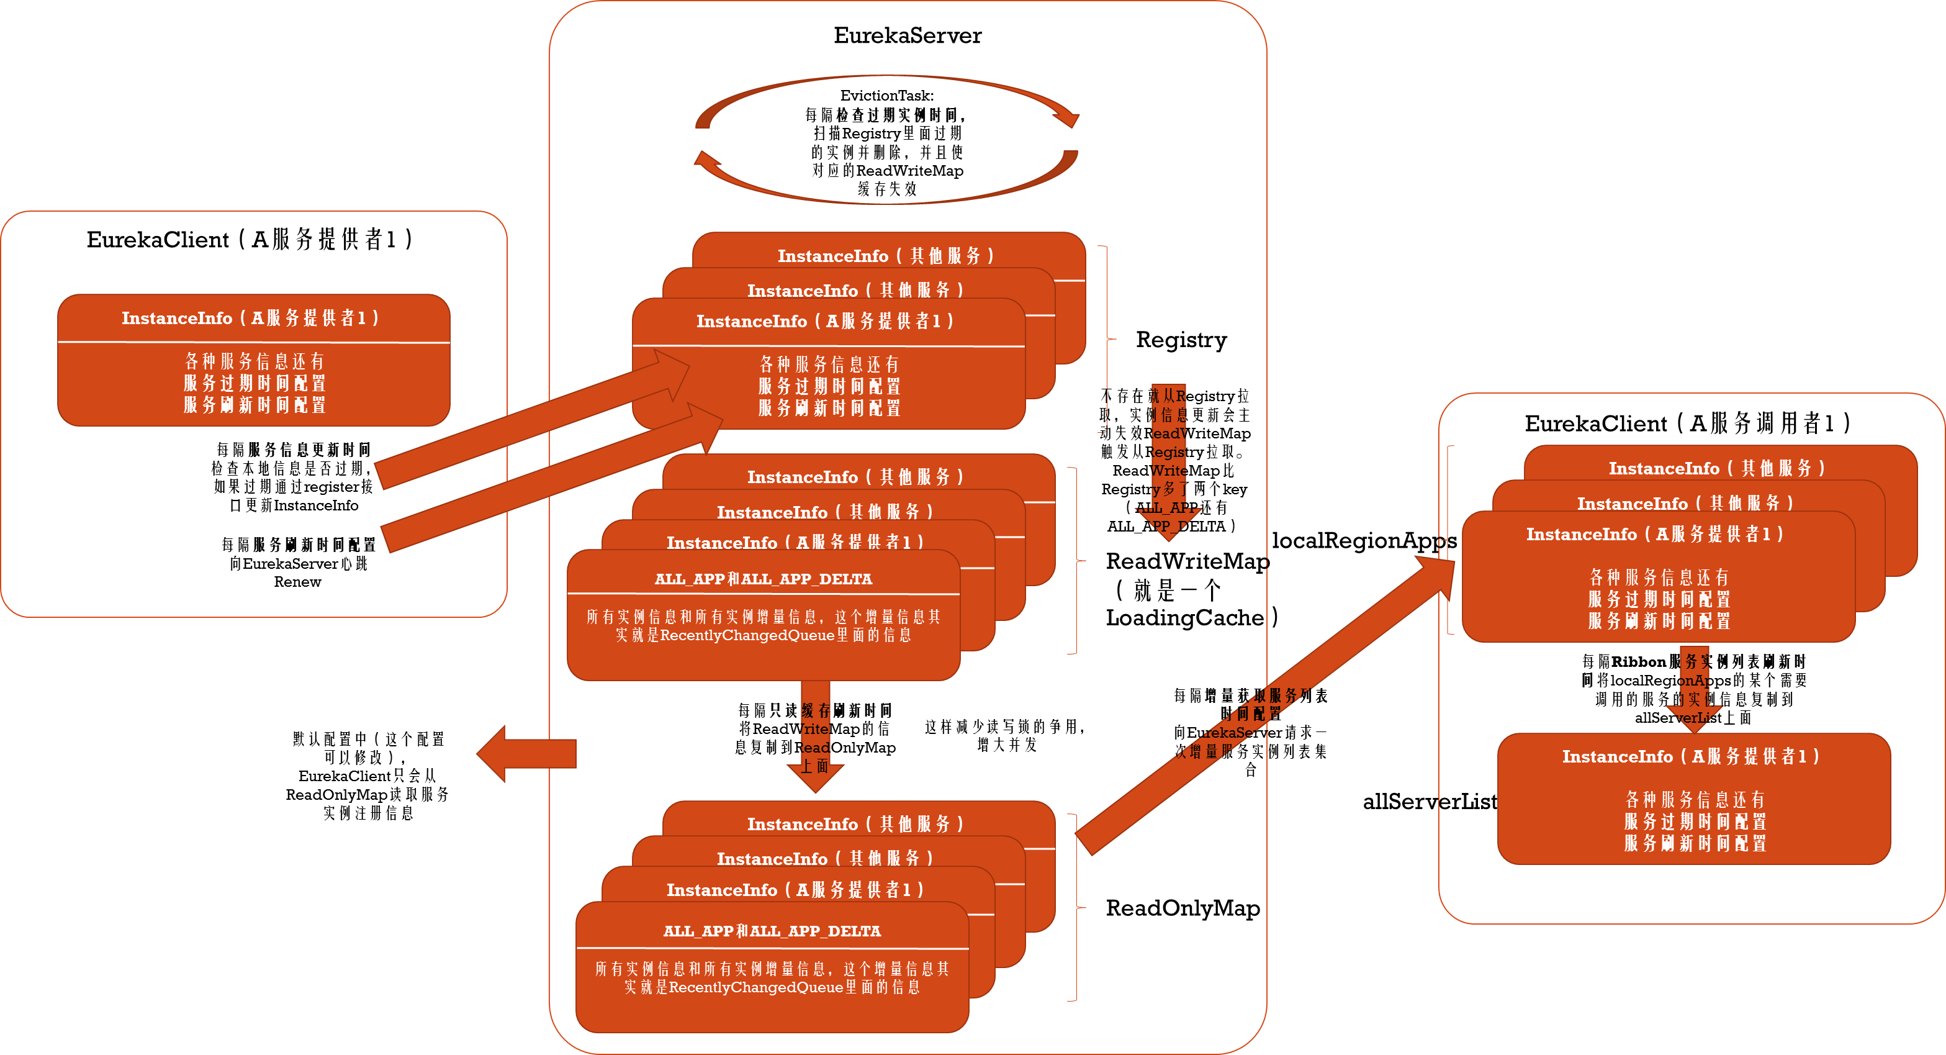 EurekaServer
EvictionTask:
每隔检查过期实例时间，
扫描Registry里面过期
的实例并删除，并且使
对应的ReadWriteMap
缓存失效
EurekaClient（A服务提供者1）
InstanceInfo（A服务提供者1）
各种服务信息还有
服务过期时间配置
服务刷新时间配置
每隔服务信息更新时间
检查本地信息是否过期，
如果过期通过register接
口更新InstanceInfo
每隔服务刷新时间配置
向EurekaServer心跳
Renew
InstanceInfo（其他服务）
InstanceInfo（其他服务）
InstanceInfo（A服务提供者1）
各种服务信息还有
服务过期时间配置
服务刷新时间配置
Registry
不存在就从Registry拉
取，实例信息更新会主
动失效ReadWriteMap
触发从Registry拉取。
ReadWriteMap比
Registry多了两个key
（ALL_APP还有
ALL_APP_DELTA）
InstanceInfo（其他服务）
InstanceInfo（其他服务）
InstanceInfo（A服务提供者1）
ALL_APP和ALL_APP_DELTA
所有实例信息和所有实例增量信息，这个增量信息其
实就是RecentlyChangedQueue里面的信息
ReadWriteMap
（就是一个
LoadingCache）
每隔只读缓存刷新时间
将ReadWriteMap的信
息复制到ReadOnlyMap
上面
这样减少读写锁的争用，
增大并发
默认配置中（这个配置
可以修改），
EurekaClient只会从
ReadOnlyMap读取服务
实例注册信息
InstanceInfo（其他服务）
InstanceInfo（其他服务）
InstanceInfo（A服务提供者1）
ALL_APP和ALL_APP_DELTA
所有实例信息和所有实例增量信息，这个增量信息其
实就是RecentlyChangedQueue里面的信息
ReadOnlyMap
每隔增量获取服务列表
时间配置
向EurekaServer请求一
次增量服务实例列表集
合
EurekaClient（A服务调用者1）
InstanceInfo（其他服务）
InstanceInfo（其他服务）
InstanceInfo（A服务提供者1）
各种服务信息还有
服务过期时间配置
服务刷新时间配置
localRegionApps
每隔Ribbon服务实例列表刷新时
间将localRegionApps的某个需要
调用的服务的实例信息复制到
allServerList上面
InstanceInfo（A服务提供者1）
各种服务信息还有
服务过期时间配置
服务刷新时间配置
allServerList